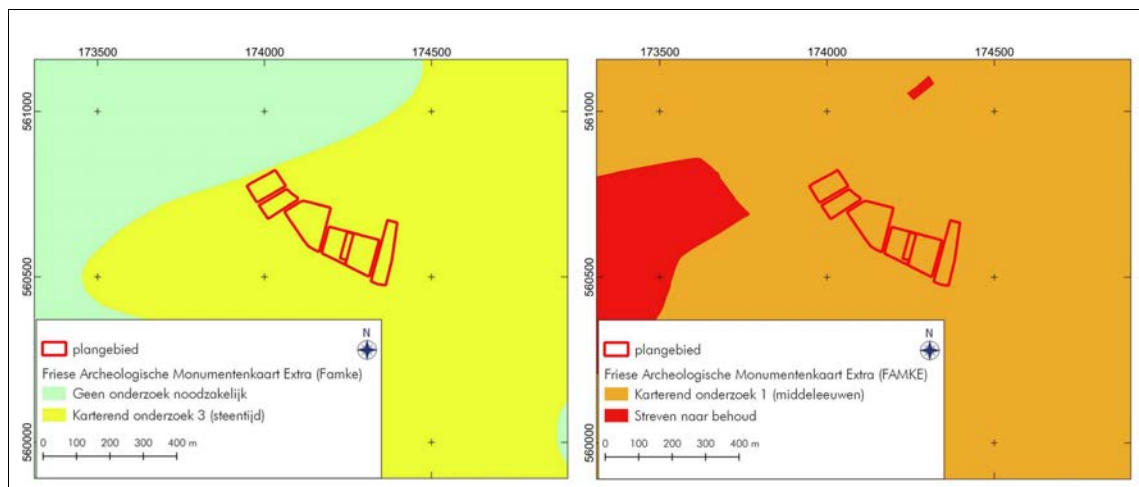 173500 174000 174500
561000
560500
560000
N
plangebied
Friese Archeologische Monumentenkaart Extra (Famke)
Geen onderzoek noodzakelijk
Karterend onderzoek 3 (steentijd)
0 100 200 300 400 m
173500 174000 174500
561000
560500
560000
N
plangebied
Friese Archeologische Monumentenkaart Extra (FAMKE)
Karterend onderzoek 1 (middeleeuwen)
Streven naar behoud
0 100 200 300 400 m